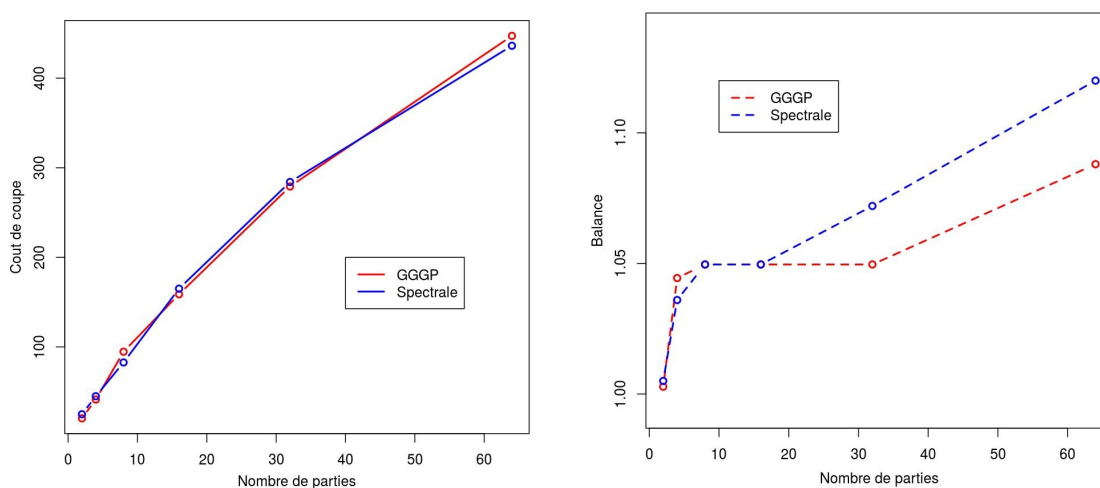 Cout de coupe
400
300
200
100
GGGP
Spectrale
0 10 20 30 40 50 60
Nombre de parties
Balance
1.10
1.05
1.00
GGGP
Spectrale
0 10 20 30 40 50 60
Nombre de parties